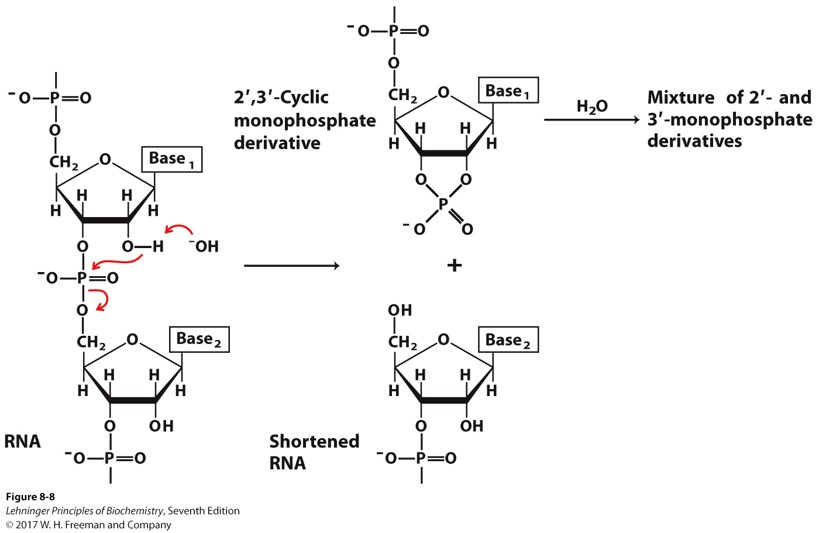 ⁻O—P=O
O
CH₂
O
Base₁
H
H
H
H
O
O—H
⁻OH
⁻O—P=O
O
CH₂
O
Base₂
H
H
H
H
O
OH
⁻O—P=O
RNA
2′,3′-Cyclic
monophosphate
derivative
⁻O—P=O
O
CH₂
O
Base₁
H
H
H
H
O
O
P
⁻O
O
+
OH
CH₂
O
Base₂
H
H
H
H
O
OH
⁻O—P=O
Shortened
RNA
H₂O
Mixture of 2′- and
3′-monophosphate
derivatives
Figure 8-8
Lehninger Principles of Biochemistry, Seventh Edition
© 2017 W. H. Freeman and Company